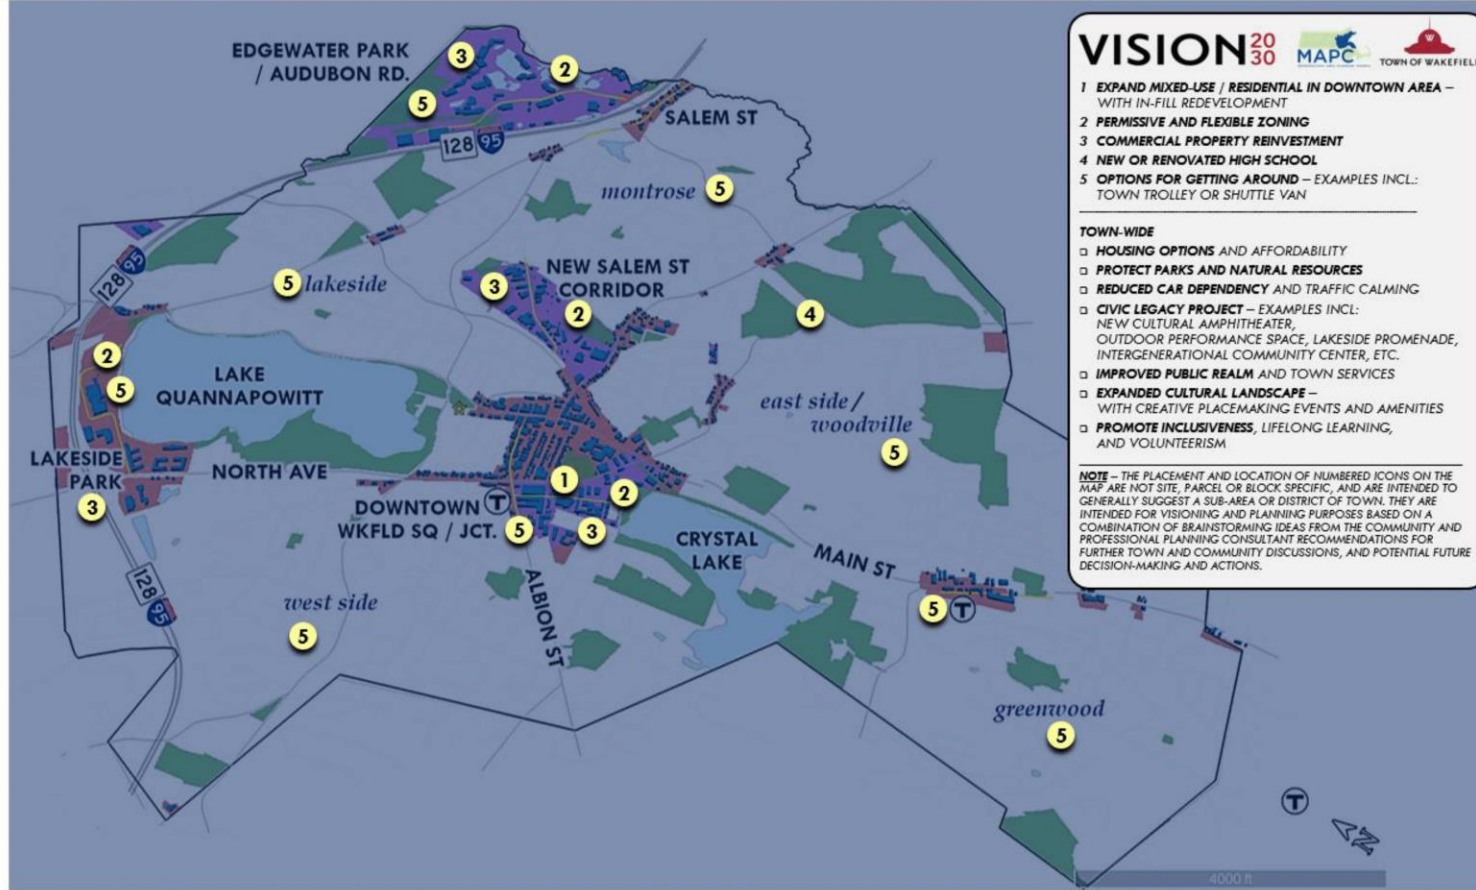 EDGEWATER PARK
/ AUDUBON RD.
3
2
5
128
95
SALEM ST
montrose
5
128
95
5
lakeside
NEW SALEM ST
CORRIDOR
3
2
4
2
5
LAKE
QUANNAPOWITT
east side /
woodville
5
LAKESIDE
PARK
3
NORTH AVE
1
2
DOWNTOWN
WKFLD SQ / JCT.
T
5
3
CRYSTAL
LAKE
MAIN ST
128
95
west side
5
ALBION ST
5
T
greenwood
5
T
N
4000 ft
VISION 20
30
MAPC
TOWN OF WAKEFIELD
W
1 EXPAND MIXED-USE / RESIDENTIAL IN DOWNTOWN AREA –
WITH IN-FILL REDEVELOPMENT
2 PERMISSIVE AND FLEXIBLE ZONING
3 COMMERCIAL PROPERTY REINVESTMENT
4 NEW OR RENOVATED HIGH SCHOOL
5 OPTIONS FOR GETTING AROUND – EXAMPLES INCL.:
TOWN TROLLEY OR SHUTTLE VAN
TOWN-WIDE
HOUSING OPTIONS AND AFFORDABILITY
PROTECT PARKS AND NATURAL RESOURCES
REDUCED CAR DEPENDENCY AND TRAFFIC CALMING
CIVIC LEGACY PROJECT – EXAMPLES INCL:
NEW CULTURAL AMPHITHEATER,
OUTDOOR PERFORMANCE SPACE, LAKESIDE PROMENADE,
INTERGENERATIONAL COMMUNITY CENTER, ETC.
IMPROVED PUBLIC REALM AND TOWN SERVICES
EXPANDED CULTURAL LANDSCAPE –
WITH CREATIVE PLACEMAKING EVENTS AND AMENITIES
PROMOTE INCLUSIVENESS, LIFELONG LEARNING,
AND VOLUNTEERISM
NOTE – THE PLACEMENT AND LOCATION OF NUMBERED ICONS ON THE
MAP ARE NOT SITE, PARCEL OR BLOCK SPECIFIC, AND ARE INTENDED TO
GENERALLY SUGGEST A SUB-AREA OR DISTRICT OF TOWN. THEY ARE
INTENDED FOR VISIONING AND PLANNING PURPOSES BASED ON A
COMBINATION OF BRAINSTORMING IDEAS FROM THE COMMUNITY AND
PROFESSIONAL PLANNING CONSULTANT RECOMMENDATIONS FOR
FURTHER TOWN AND COMMUNITY DISCUSSIONS, AND POTENTIAL FUTURE
DECISION-MAKING AND ACTIONS.